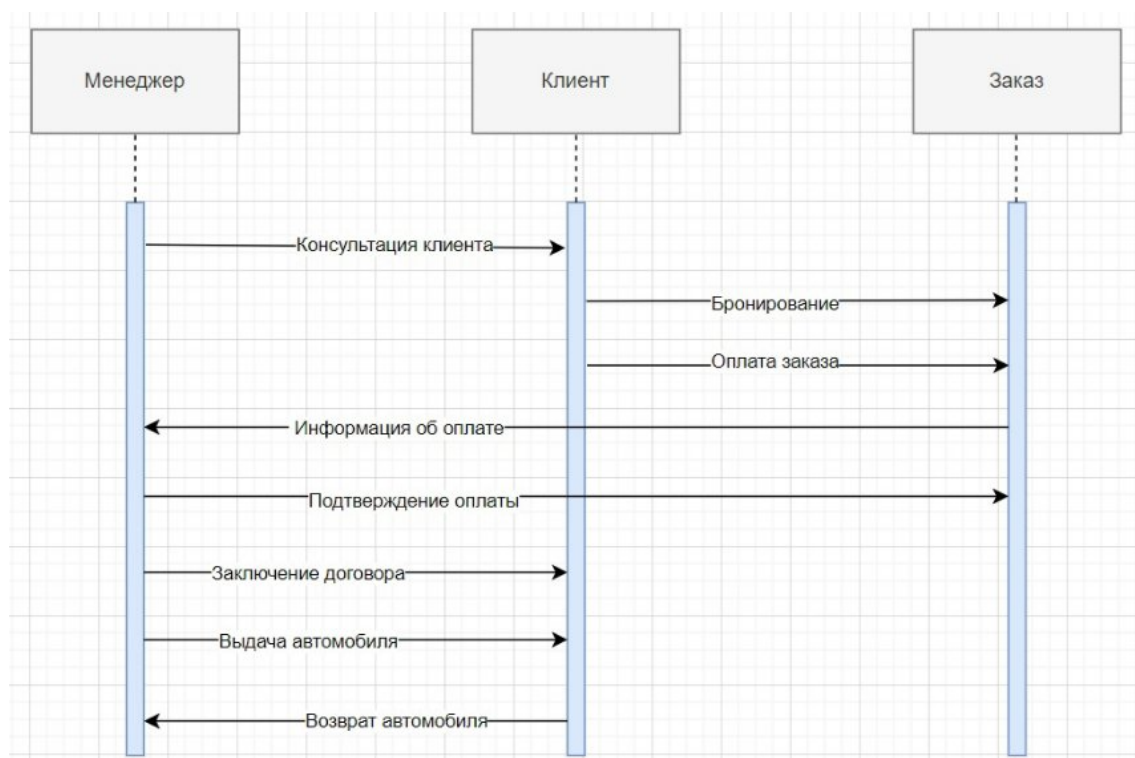 Менеджер
Клиент
Заказ
Консультация клиента
Бронирование
Оплата заказа
Информация об оплате
Подтверждение оплаты
Заключение договора
Выдача автомобиля
Возврат автомобиля